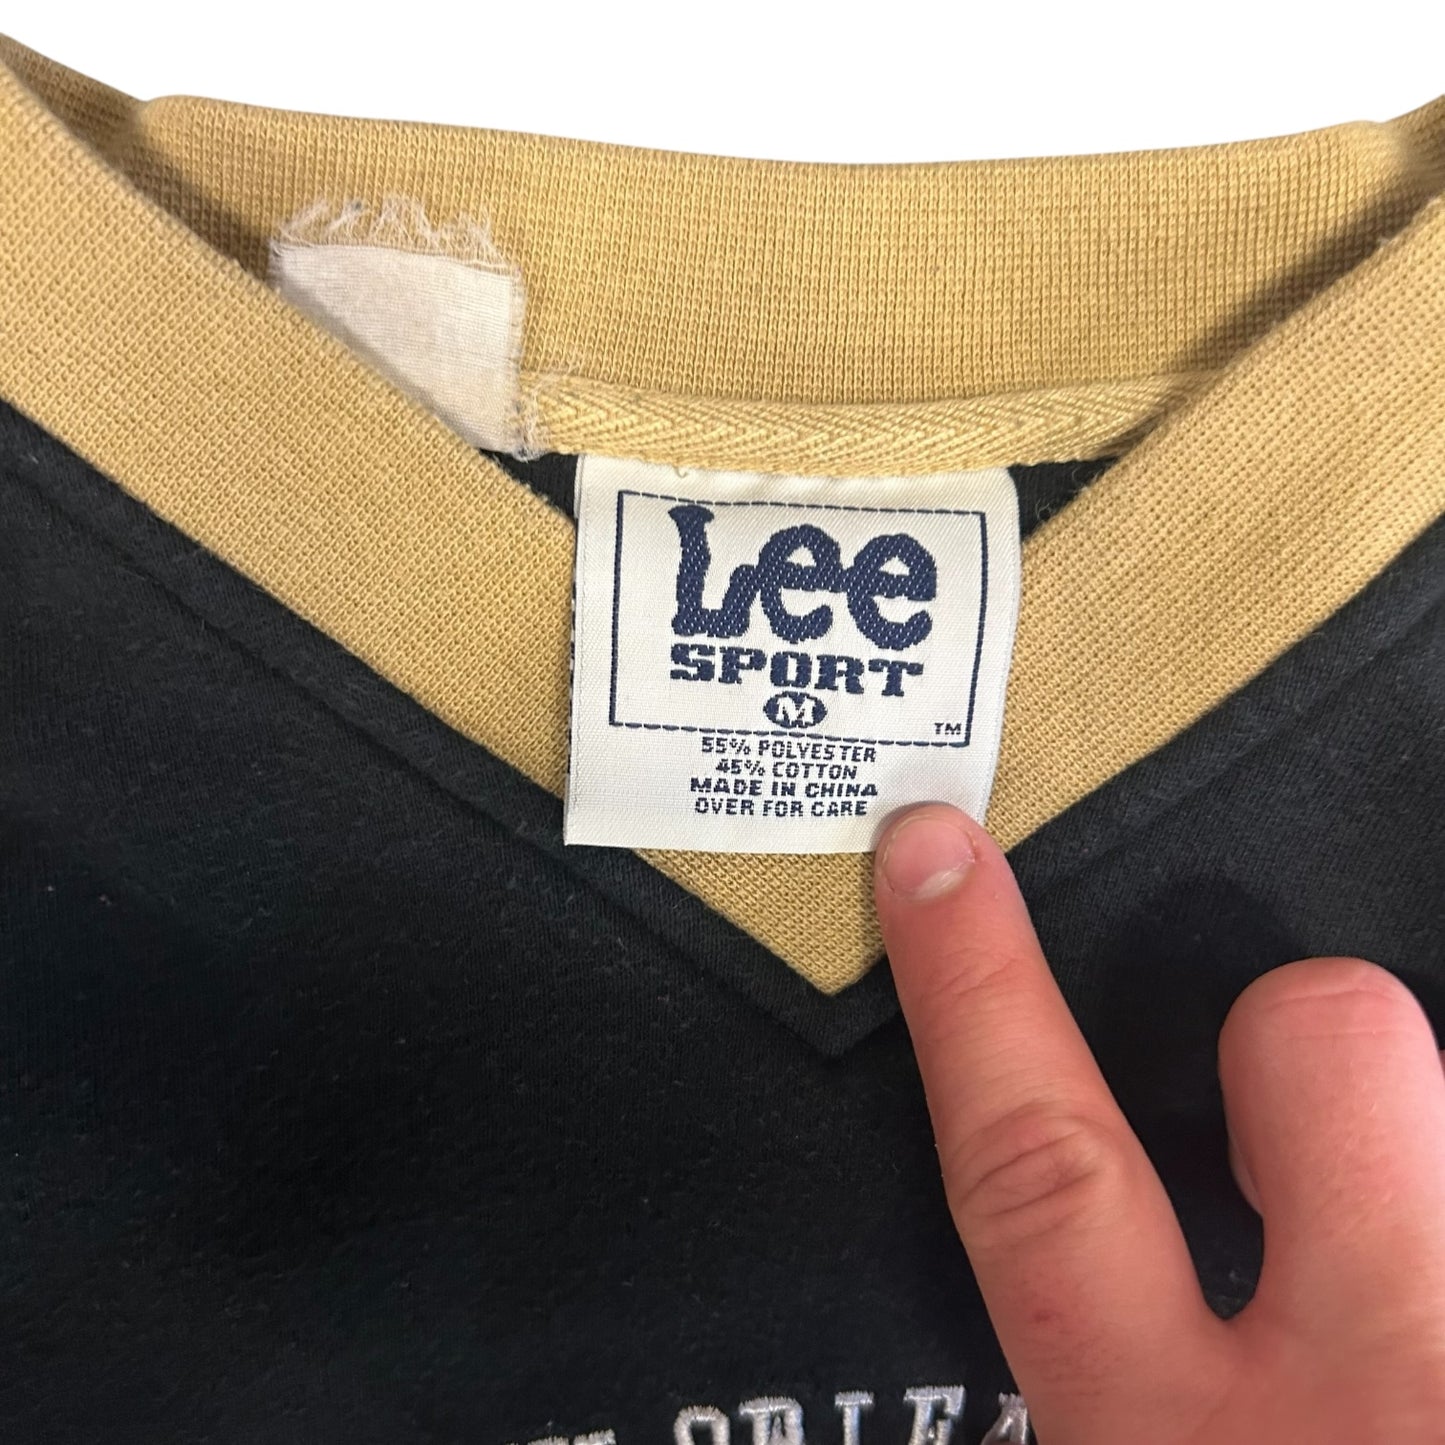 Lee
SPORT
M
TM
55% POLYESTER
45% COTTON
MADE IN CHINA
OVER FOR CARE